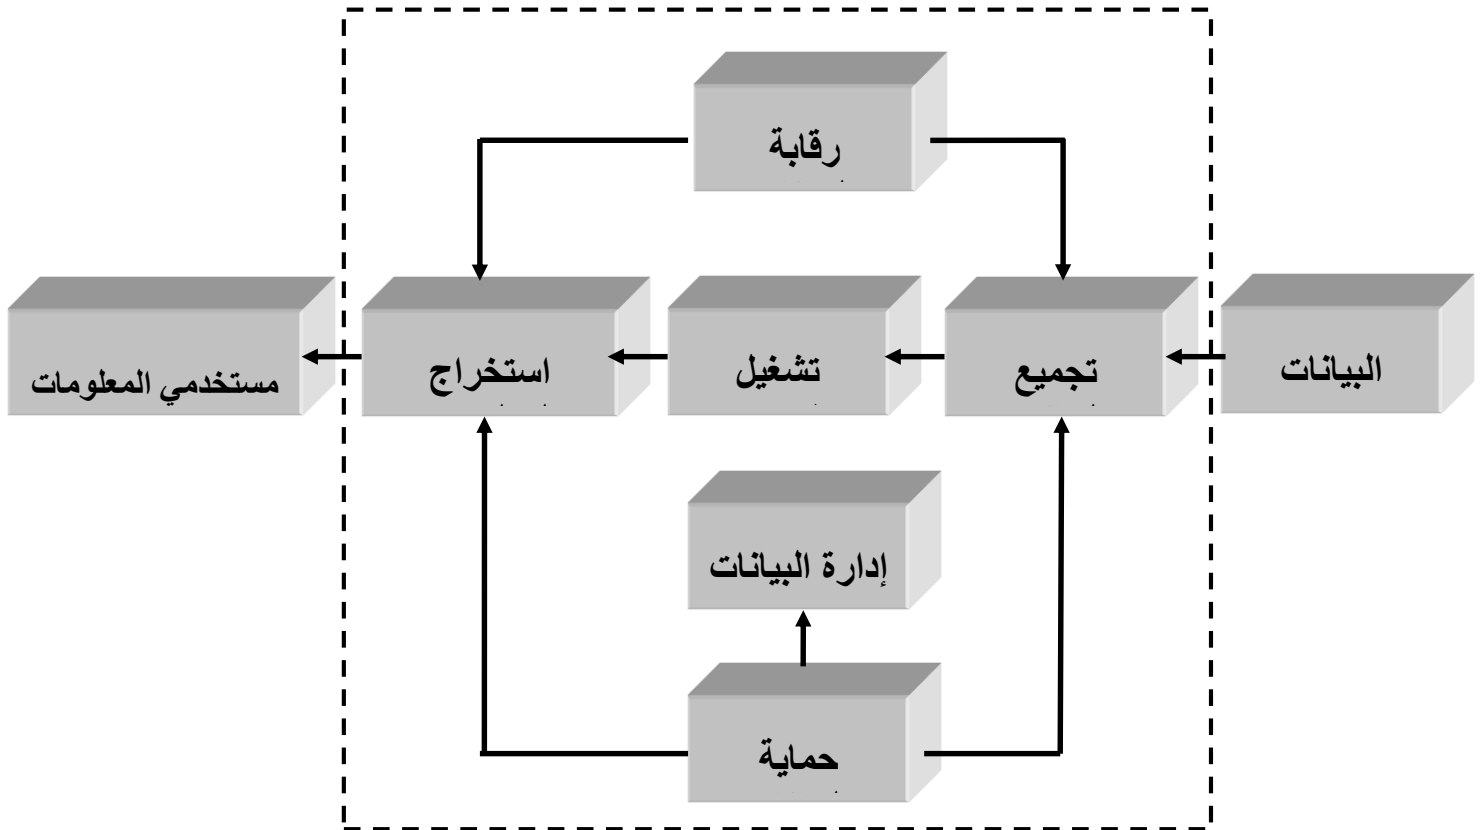 رقابة
البيانات
تجميع
تشغيل
استخراج
مستخدمي المعلومات
إدارة البيانات
حماية